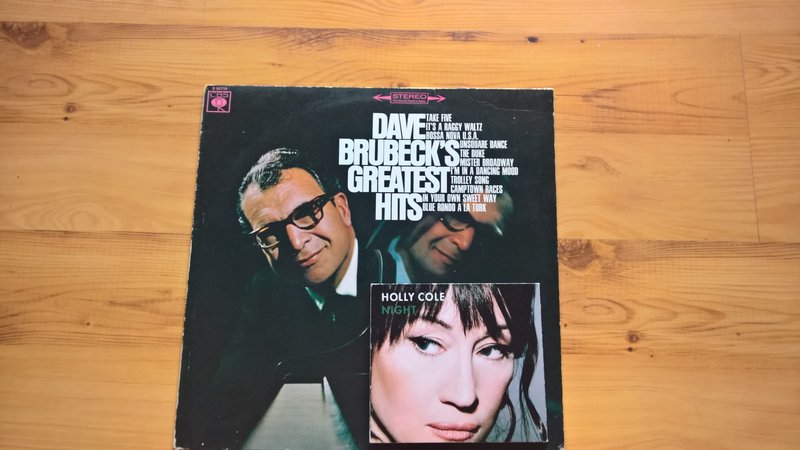 CBS
STEREO
DAVE
BRUBECK'S
GREATEST
HITS
TAKE FIVE
IT'S A RAGGY WALTZ
BOSSA NOVA U.S.A.
UNSQUARE DANCE
THE DUKE
MISTER BROADWAY
I'M IN A DANCING MOOD
TROLLEY SONG
CAMPTOWN RACES
IN YOUR OWN SWEET WAY
BLUE RONDO A LA TURK
HOLLY COLE
NIGHT